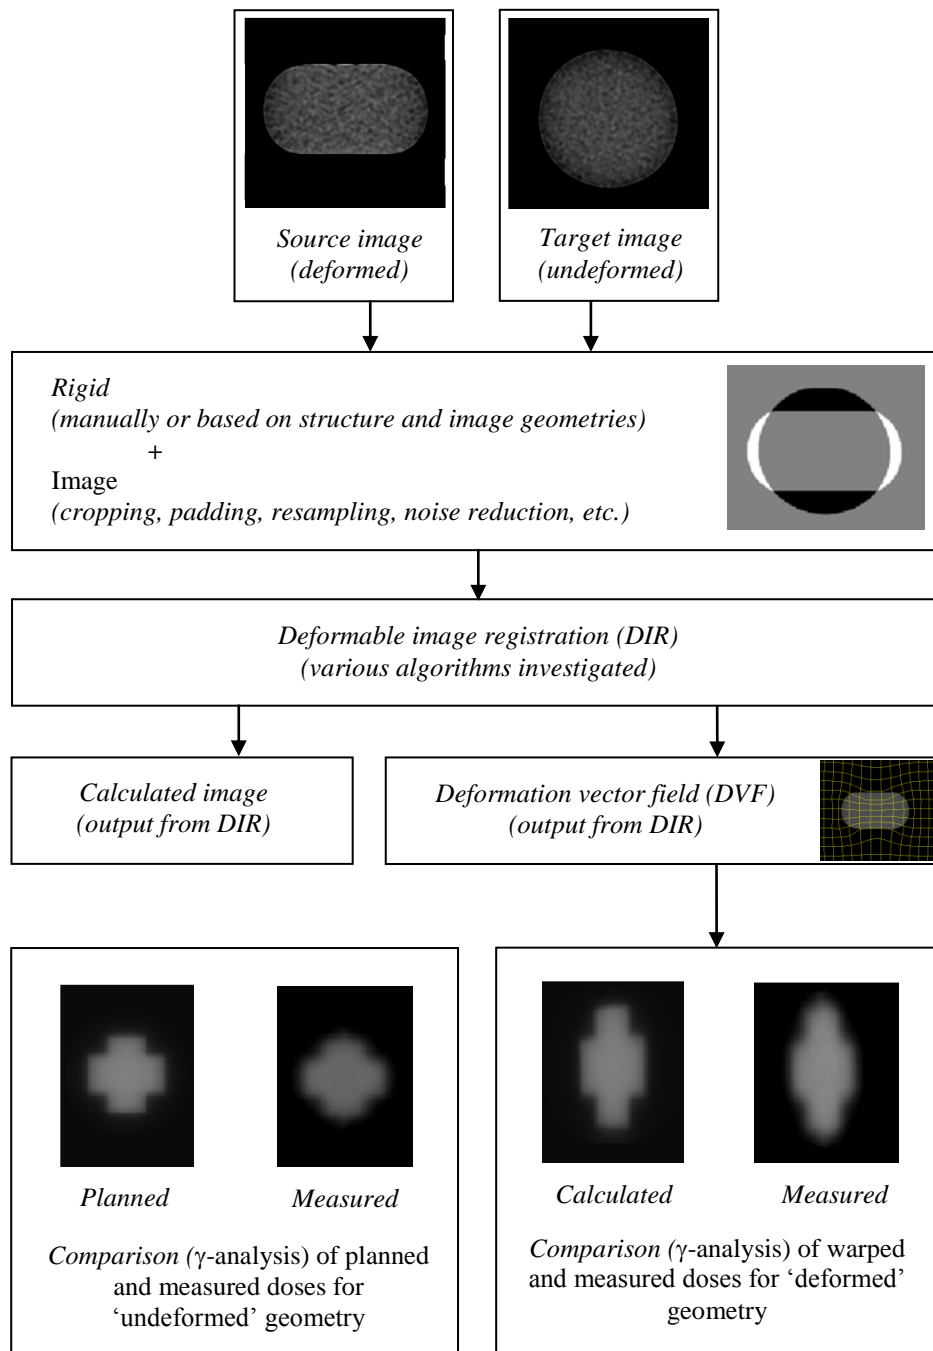 Source image
(deformed)
Target image
(undeformed)
Rigid
(manually or based on structure and image geometries)
+
Image
(cropping, padding, resampling, noise reduction, etc.)
Deformable image registration (DIR)
(various algorithms investigated)
Calculated image
(output from DIR)
Deformation vector field (DVF)
(output from DIR)
Planned
Measured
Comparison (γ-analysis) of planned
and measured doses for
‘undeformed’ geometry
Calculated
Measured
Comparison (γ-analysis) of warped
and measured doses for ‘deformed’
geometry